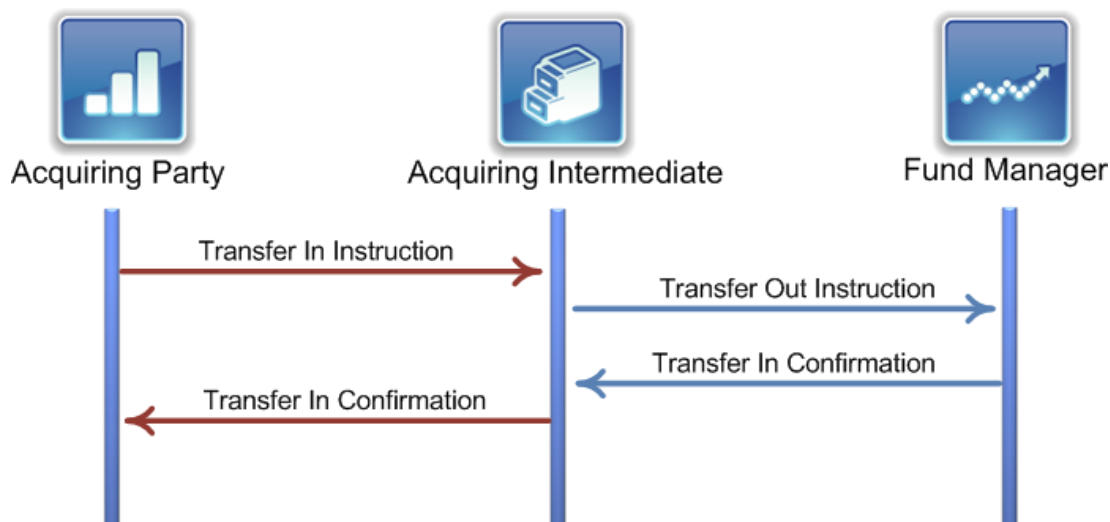 Acquiring Party
Acquiring Intermediate
Fund Manager
Transfer In Instruction
Transfer Out Instruction
Transfer In Confirmation
Transfer In Confirmation